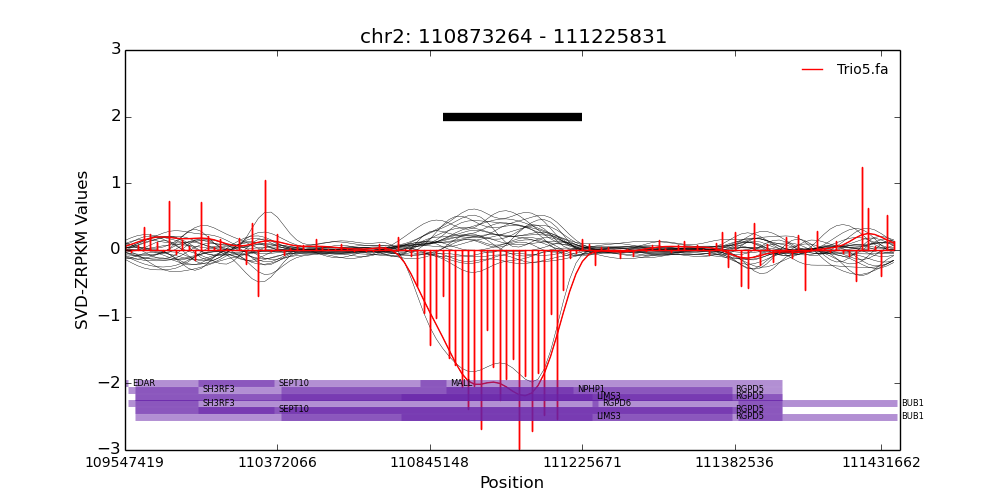 chr2: 110873264 - 111225831
Trio5.fa
3
2
1
0
−1
−2
−3
SVD-ZRPKM Values
EDAR SEPT10 MALL
SH3RF3 NPHP1 RGPD5
LIMS3 RGPD5
SH3RF3 RGPD6 BUB1
SEPT10 RGPD5
LIMS3 RGPD5 BUB1
109547419 110372066 110845148 111225671 111382536 111431662
Position